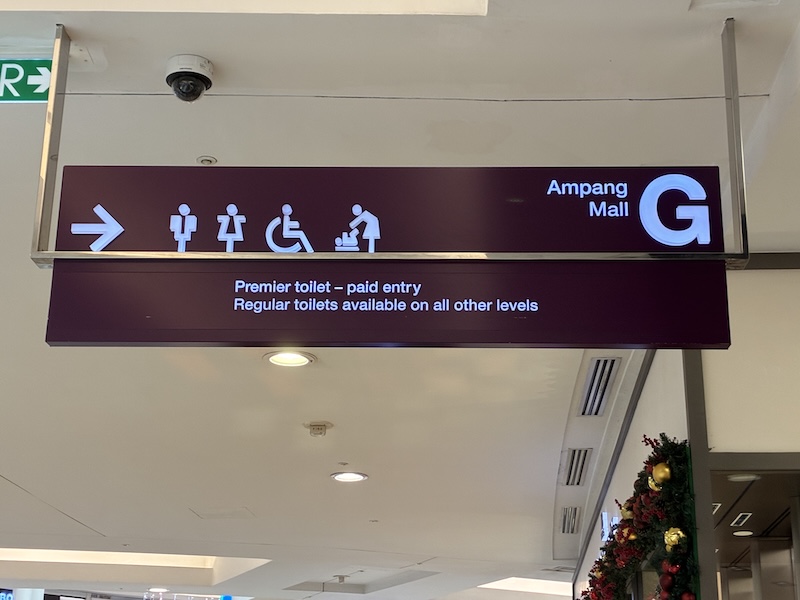 R
Ampang
Mall
G
Premier toilet – paid entry
Regular toilets available on all other levels